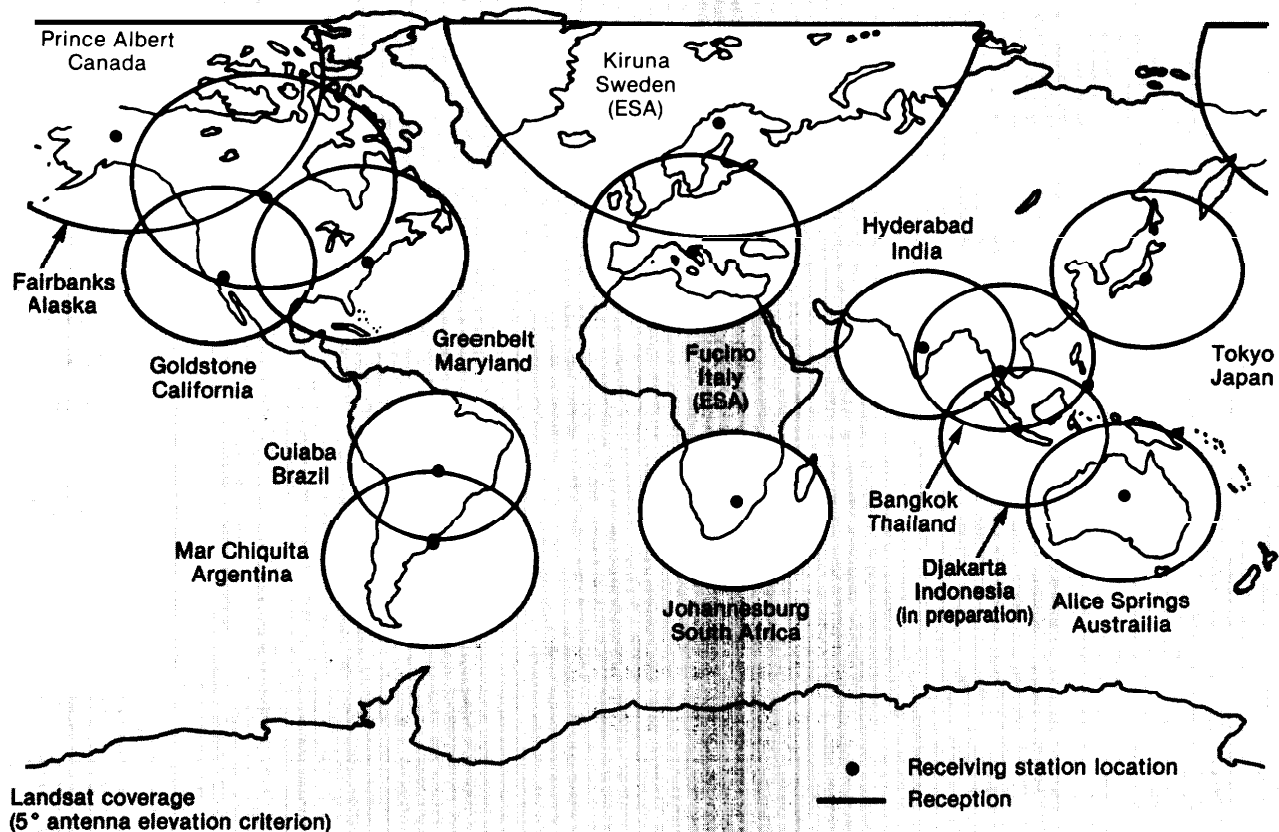 Prince Albert
Canada
Kiruna
Sweden
(ESA)
Fairbanks
Alaska
Goldstone
California
Greenbelt
Maryland
Fucino
Italy
(ESA)
Hyderabad
India
Tokyo
Japan
Cuiaba
Brazil
Mar Chiquita
Argentina
Johannesburg
South Africa
Bangkok
Thailand
Djakarta
Indonesia
(in preparation)
Alice Springs
Austrailia
Receiving station location
Reception
Landsat coverage
(5° antenna elevation criterion)